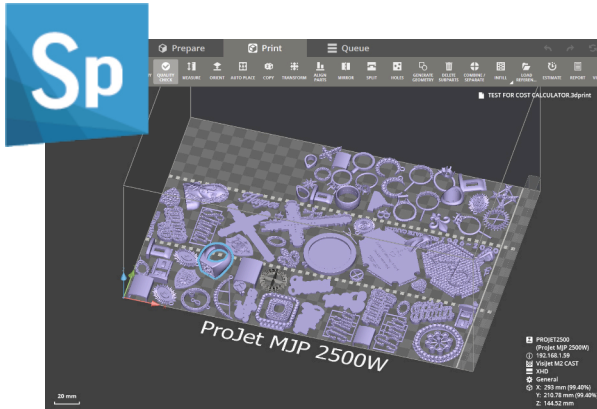 Sp
Prepare
Print
Queue
QUALITY CHECK
MEASURE
ORIENT
AUTO PLACE
COPY
TRANSFORM
ALIGN PARTS
MIRROR
SPLIT
HOLES
GENERATE GEOMETRY
DELETE SUBPARTS
COMBINE / SEPARATE
INFILL
LOAD REFEREN...
ESTIMATE
REPORT
TEST FOR COST CALCULATOR.3dprint
ProJet MJP 2500W
PROJET2500
(ProJet MJP 2500W)
192.168.1.59
VisiJet M2 CAST
XHD
General
X: 293 mm (99.40%)
Y: 210.78 mm (99.40%
Z: 144.52 mm
20 mm